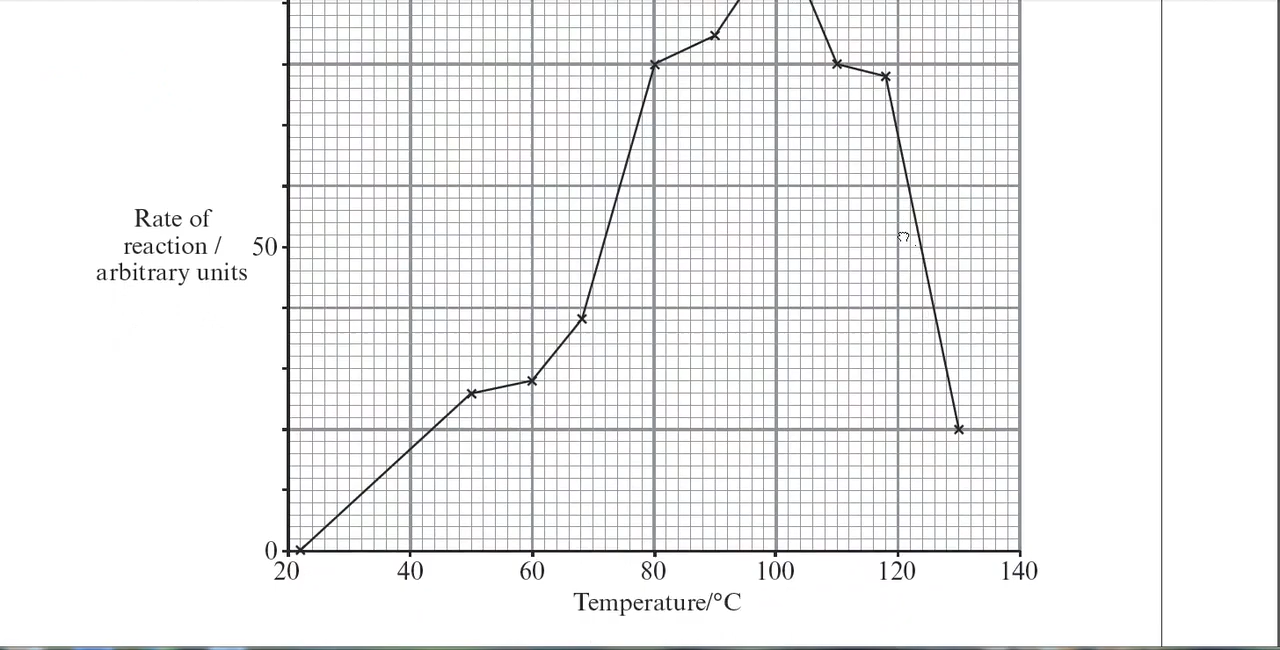 Rate of
reaction /
arbitrary units
50
0
20 40 60 80 100 120 140
Temperature/°C